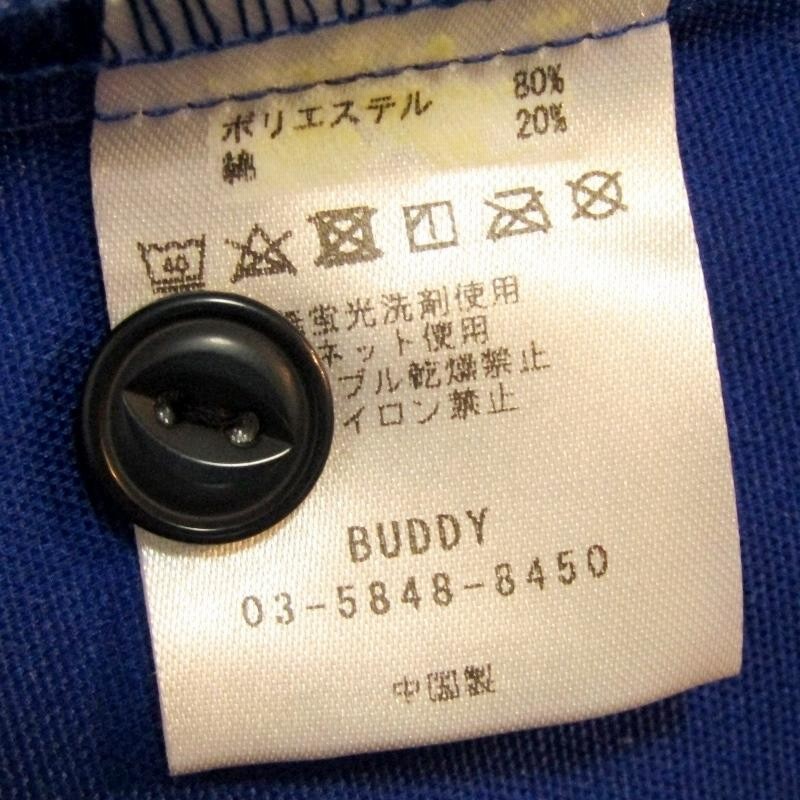 ポリエステル 80%
綿 20%
40
蛍光洗剤使用
ネット使用
ブル乾燥禁止
イロン禁止
BUDDY
03-5848-8450
中国製